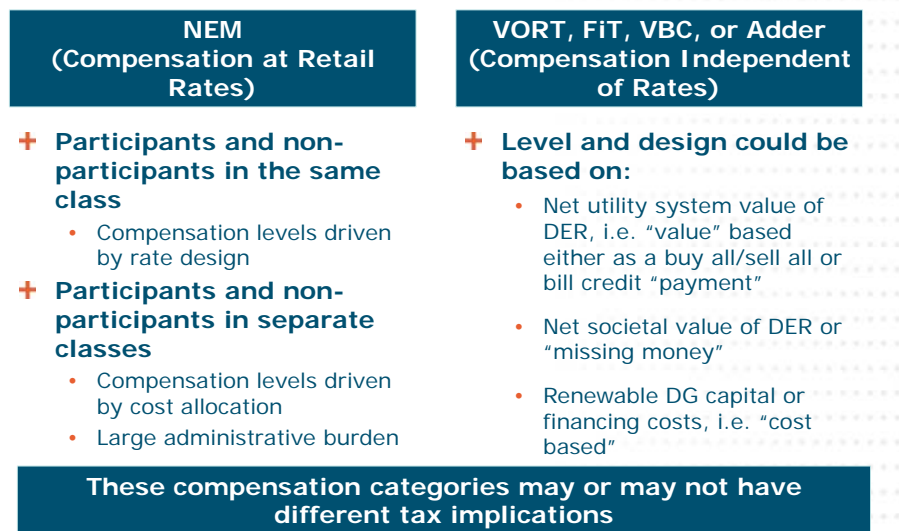 NEM
(Compensation at Retail
Rates)
+ Participants and non-
participants in the same
class
• Compensation levels driven
by rate design
+ Participants and non-
participants in separate
classes
• Compensation levels driven
by cost allocation
• Large administrative burden
VORT, FiT, VBC, or Adder
(Compensation Independent
of Rates)
+ Level and design could be
based on:
• Net utility system value of
DER, i.e. “value” based
either as a buy all/sell all or
bill credit “payment”
• Net societal value of DER or
“missing money”
• Renewable DG capital or
financing costs, i.e. “cost
based”
These compensation categories may or may not have
different tax implications